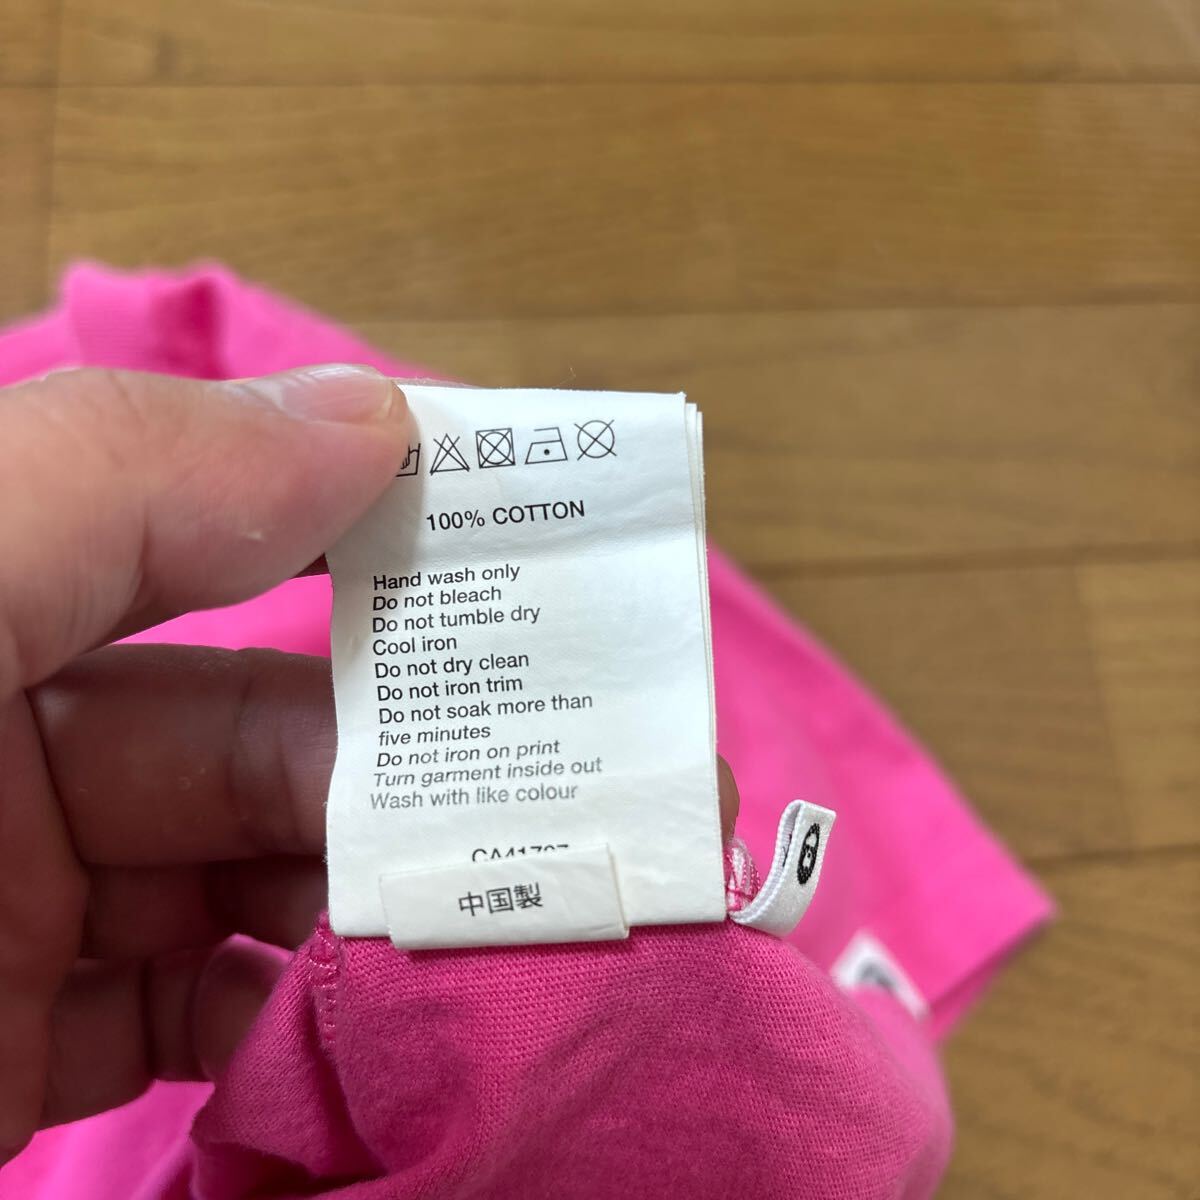 100% COTTON
Hand wash only
Do not bleach
Do not tumble dry
Cool iron
Do not dry clean
Do not iron trim
Do not soak more than
five minutes
Do not iron on print
Turn garment inside out
Wash with like colour
中国製